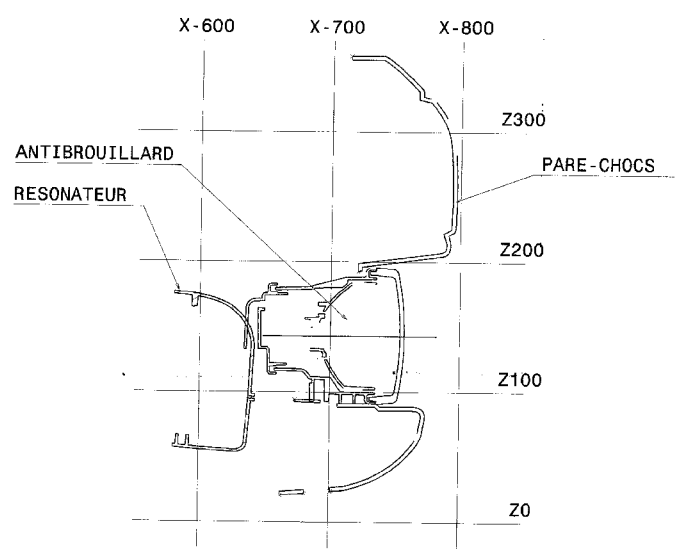 X-600 X-700 X-800
Z300
ANTIBROUILLARD
PARE-CHOCS
RESONATEUR
Z200
Z100
Z0